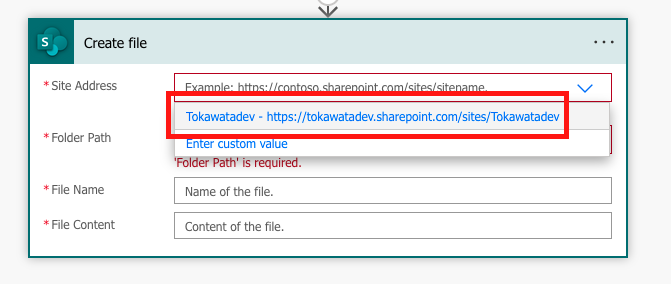 Create file
* Site Address
Example: https://contoso.sharepoint.com/sites/sitename.
Tokawatadev - https://tokawatadev.sharepoint.com/sites/Tokawatadev
* Folder Path
Enter custom value
'Folder Path' is required.
* File Name
Name of the file.
* File Content
Content of the file.